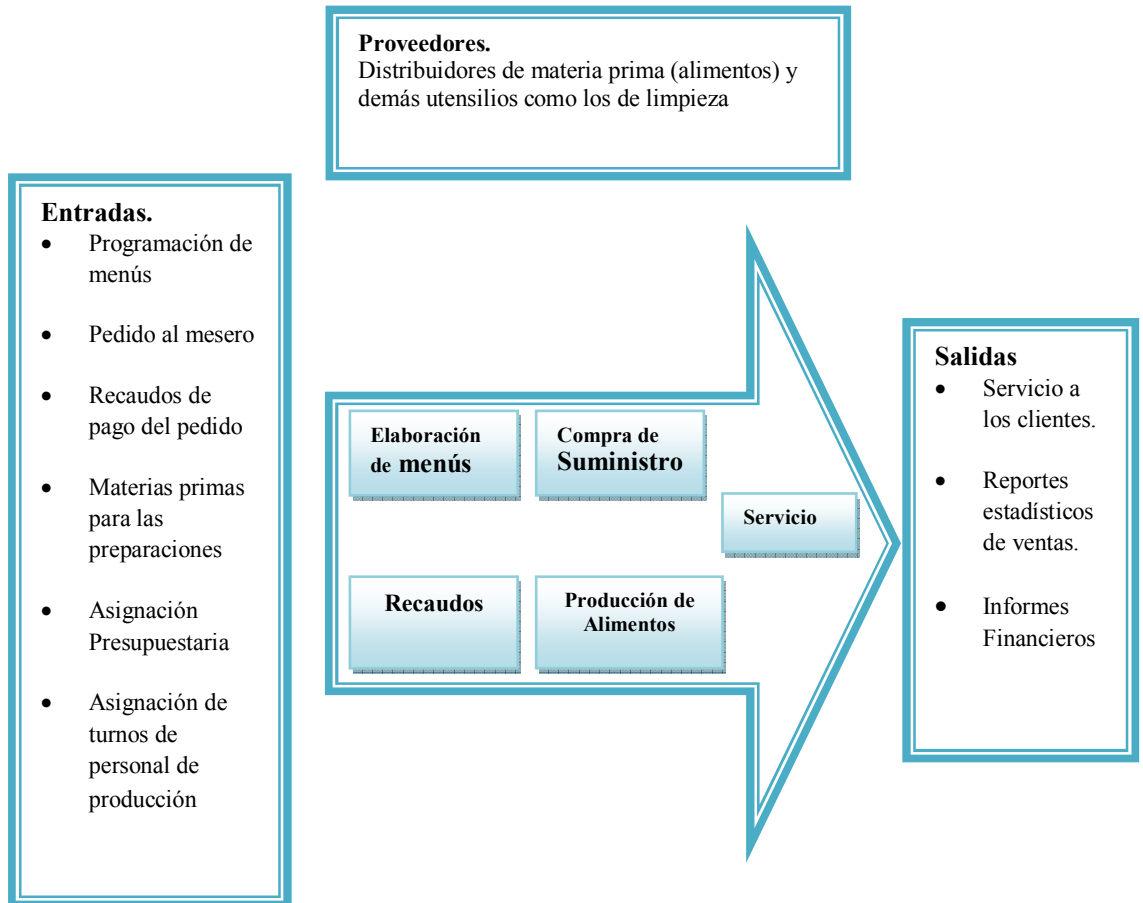 Proveedores.
Distribuidores de materia prima (alimentos) y
demás utensilios como los de limpieza
Entradas.
• Programación de
menús
• Pedido al mesero
• Recaudos de
pago del pedido
• Materias primas
para las
preparaciones
• Asignación
Presupuestaria
• Asignación de
turnos de
personal de
producción
Elaboración
de menús
Compra de
Suministro
Servicio
Recaudos
Producción de
Alimentos
Salidas
• Servicio a
los clientes.
• Reportes
estadísticos
de ventas.
• Informes
Financieros